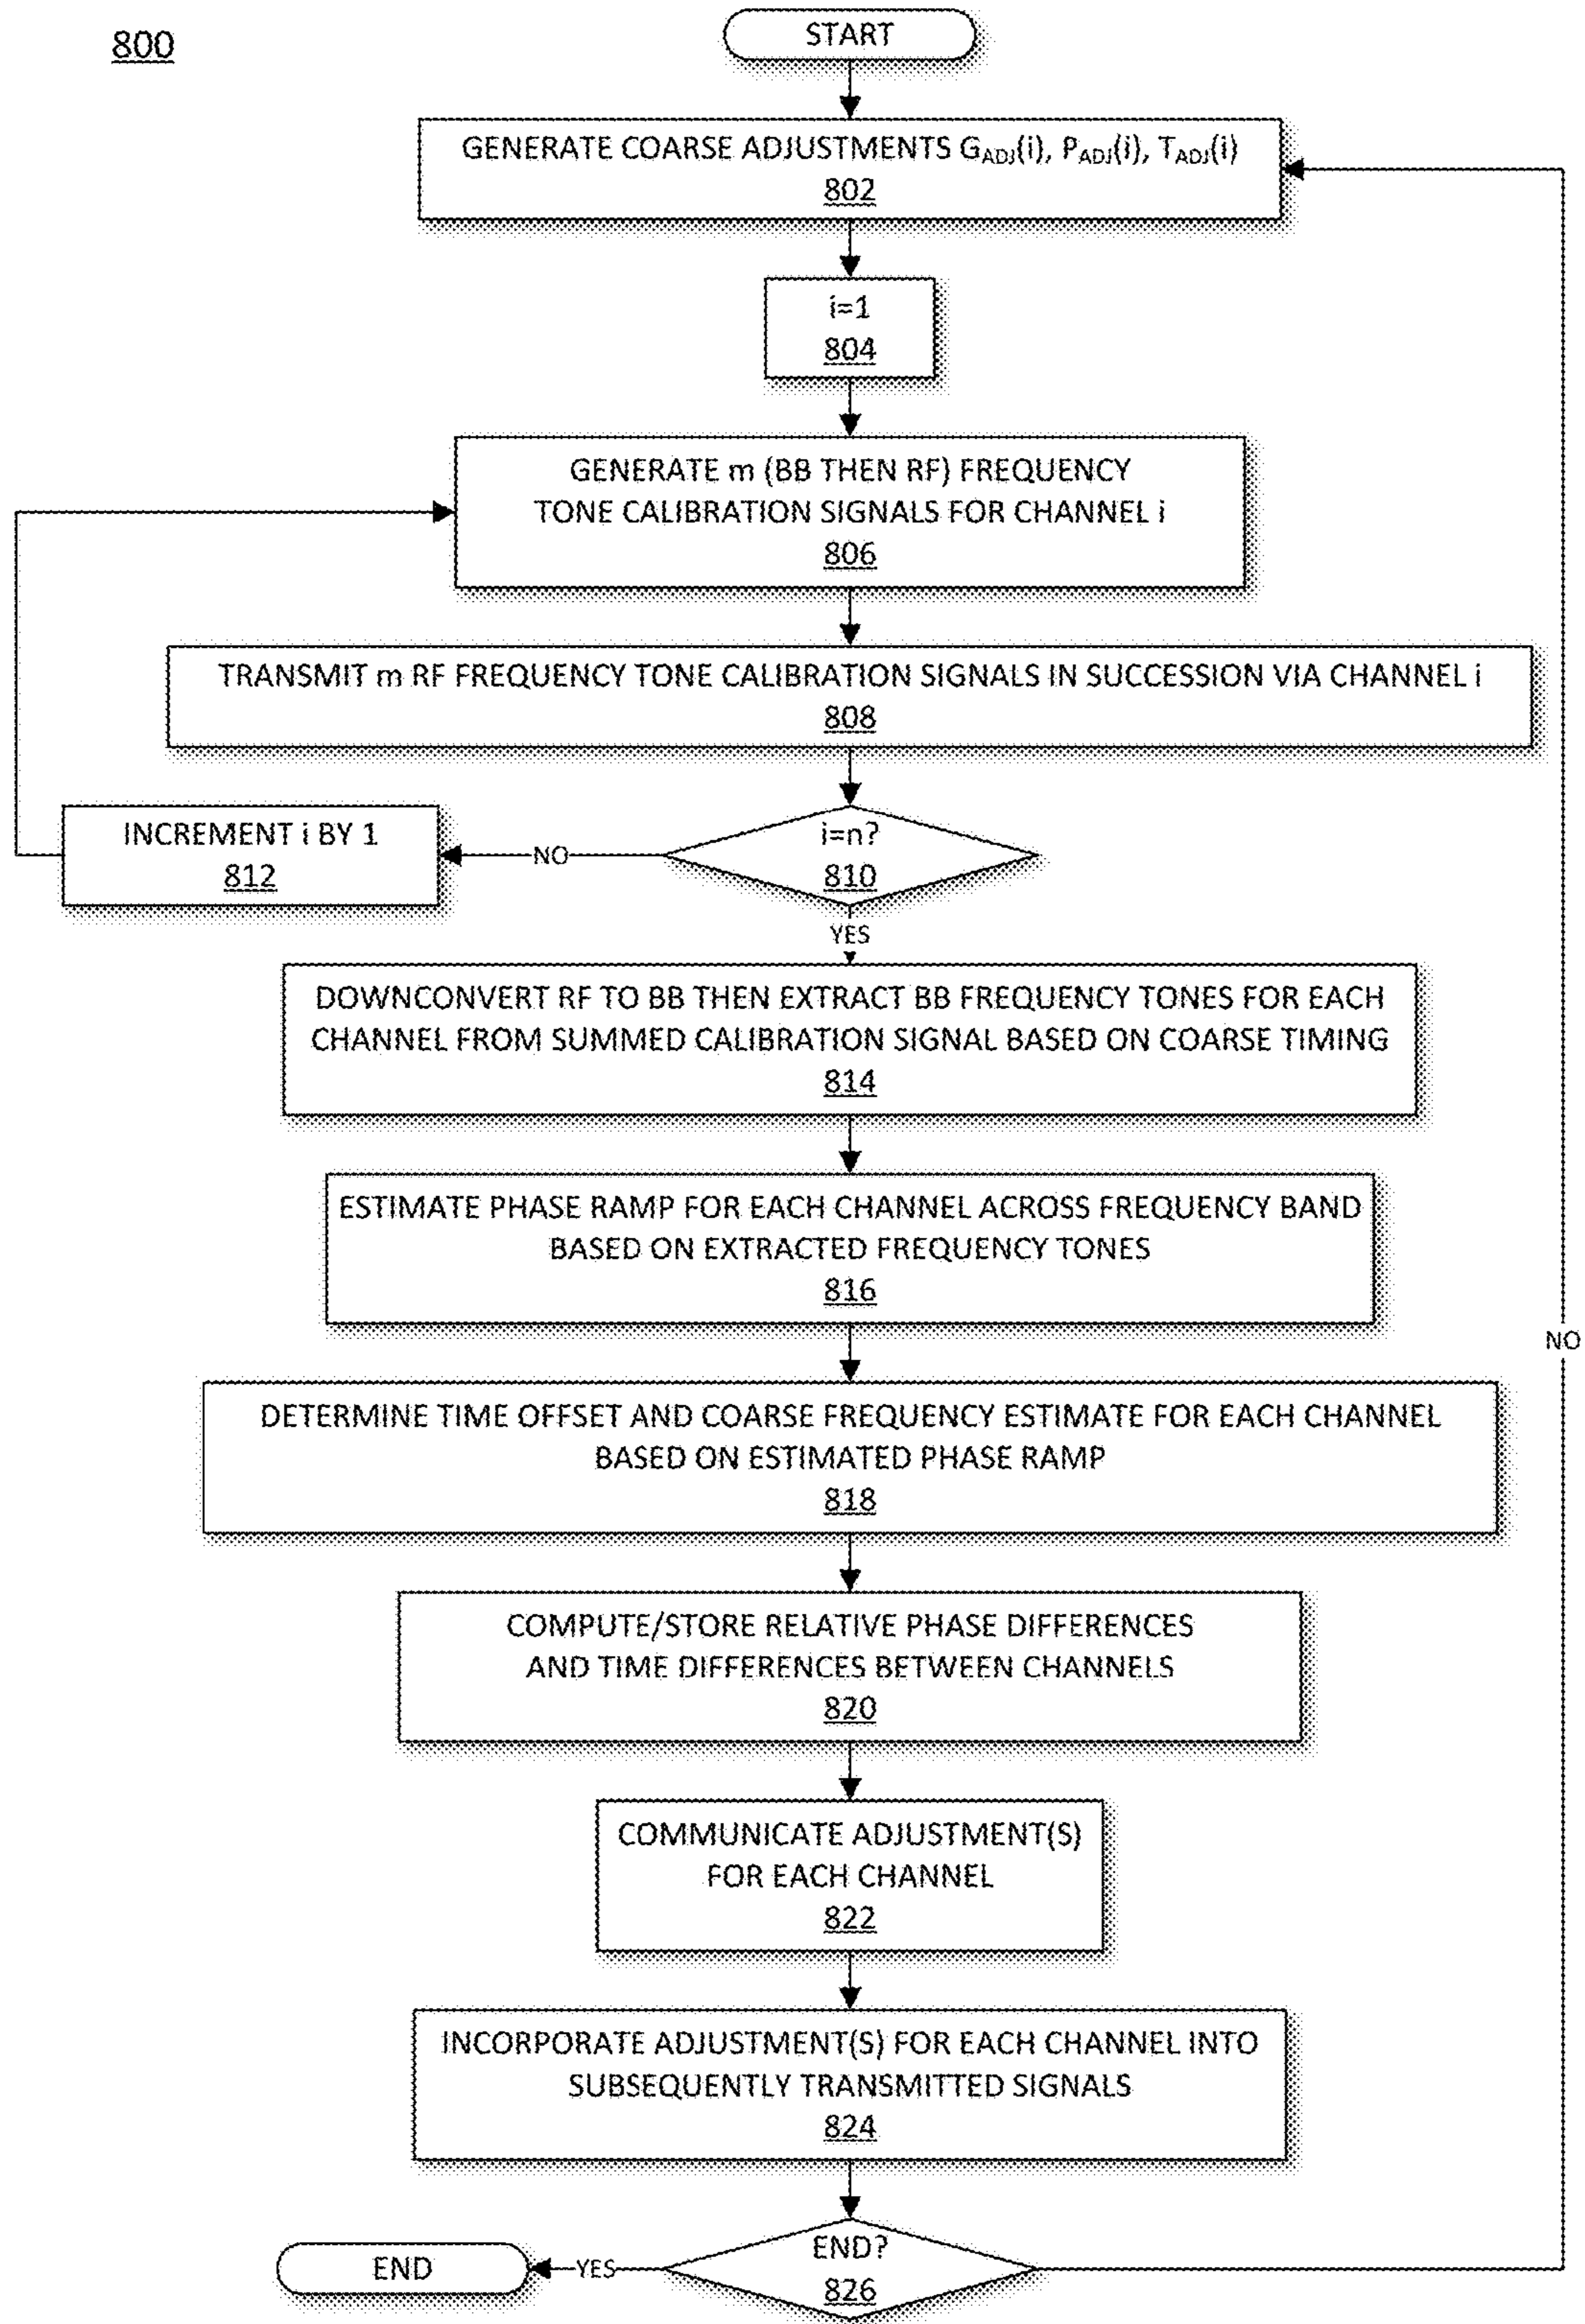 800
START
GENERATE COARSE ADJUSTMENTS GADJ(i), PADJ(i), TADJ(i)
802
i=1
804
GENERATE m (BB THEN RF) FREQUENCY
TONE CALIBRATION SIGNALS FOR CHANNEL i
806
TRANSMIT m RF FREQUENCY TONE CALIBRATION SIGNALS IN SUCCESSION VIA CHANNEL i
808
i=n?
810
NO
INCREMENT i BY 1
812
YES
DOWNCONVERT RF TO BB THEN EXTRACT BB FREQUENCY TONES FOR EACH
CHANNEL FROM SUMMED CALIBRATION SIGNAL BASED ON COARSE TIMING
814
ESTIMATE PHASE RAMP FOR EACH CHANNEL ACROSS FREQUENCY BAND
BASED ON EXTRACTED FREQUENCY TONES
816
NO
DETERMINE TIME OFFSET AND COARSE FREQUENCY ESTIMATE FOR EACH CHANNEL
BASED ON ESTIMATED PHASE RAMP
818
COMPUTE/STORE RELATIVE PHASE DIFFERENCES
AND TIME DIFFERENCES BETWEEN CHANNELS
820
COMMUNICATE ADJUSTMENT(S)
FOR EACH CHANNEL
822
INCORPORATE ADJUSTMENT(S) FOR EACH CHANNEL INTO
SUBSEQUENTLY TRANSMITTED SIGNALS
824
END?
826
YES
END